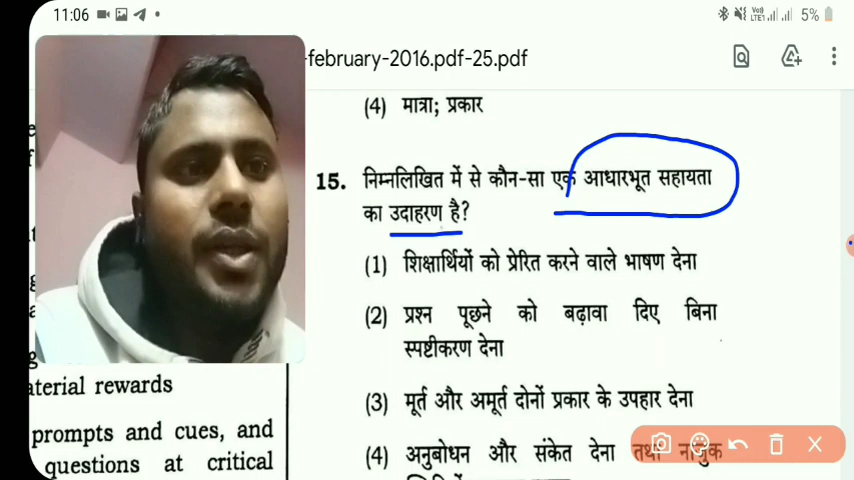 11:06
Vo))
LTE1
5%
-february-2016.pdf-25.pdf
(4) मात्रा; प्रकार
15. निम्नलिखित में से कौन-सा एक आधारभूत सहायता
का उदाहरण है?
(1) शिक्षार्थियों को प्रेरित करने वाले भाषण देना
(2) प्रश्न पूछने को बढ़ावा दिए बिना
स्पष्टीकरण देना
(3) मूर्त और अमूर्त दोनों प्रकार के उपहार देना
(4) अनुबोधन और संकेत देना तथा नाजुक
aterial rewards
prompts and cues, and
questions at critical